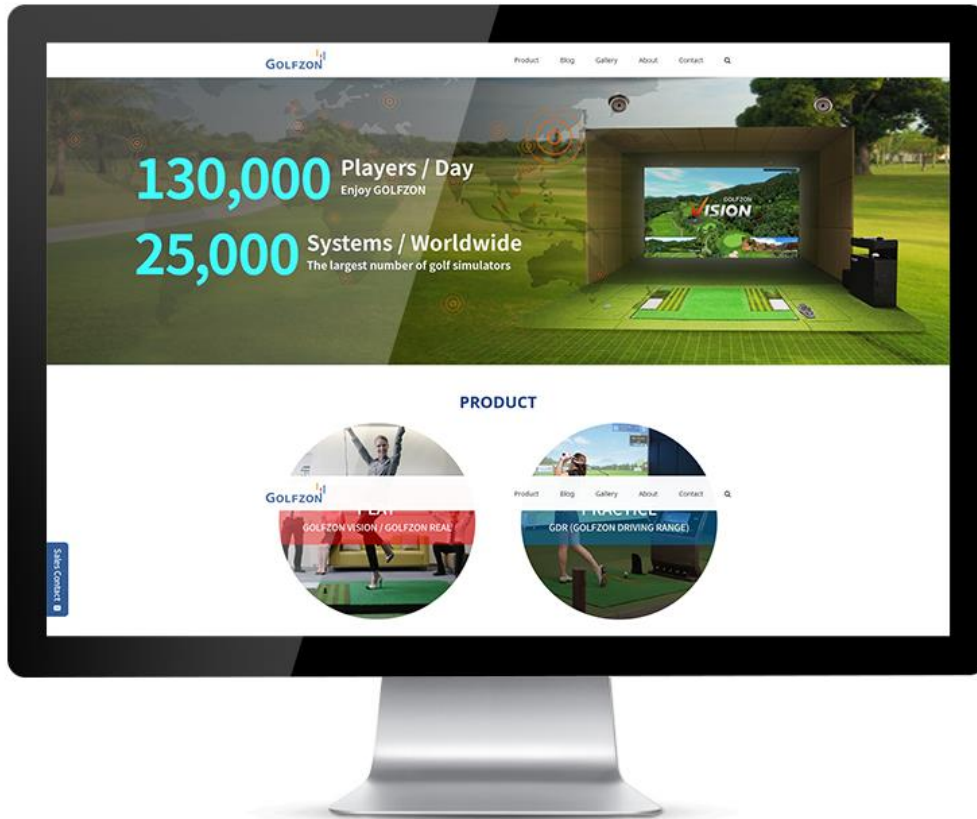 GOLFZON
Product Blog Gallery About Contact
130,000 Players / Day
Enjoy GOLFZON
25,000 Systems / Worldwide
The largest number of golf simulators
GOLFZON
VISION
PRODUCT
GOLFZON
Product Blog Gallery About Contact
PLAY
PRACTICE
GOLFZON VISION / GOLFZON REAL
GDR (GOLFZON DRIVING RANGE)
Sales Contact